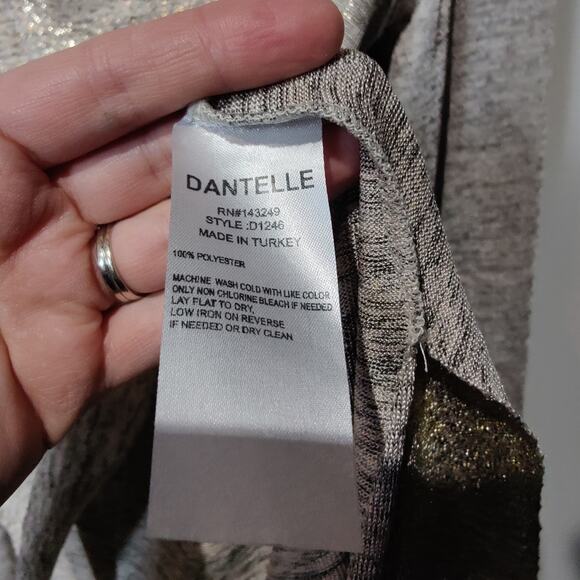 DANTELLE
RN#143249
STYLE :D1246
MADE IN TURKEY
100% POLYESTER
MACHINE WASH COLD WITH LIKE COLOR
ONLY NON CHLORINE BLEACH IF NEEDED
LAY FLAT TO DRY,
LOW IRON ON REVERSE
IF NEEDED OR DRY CLEAN